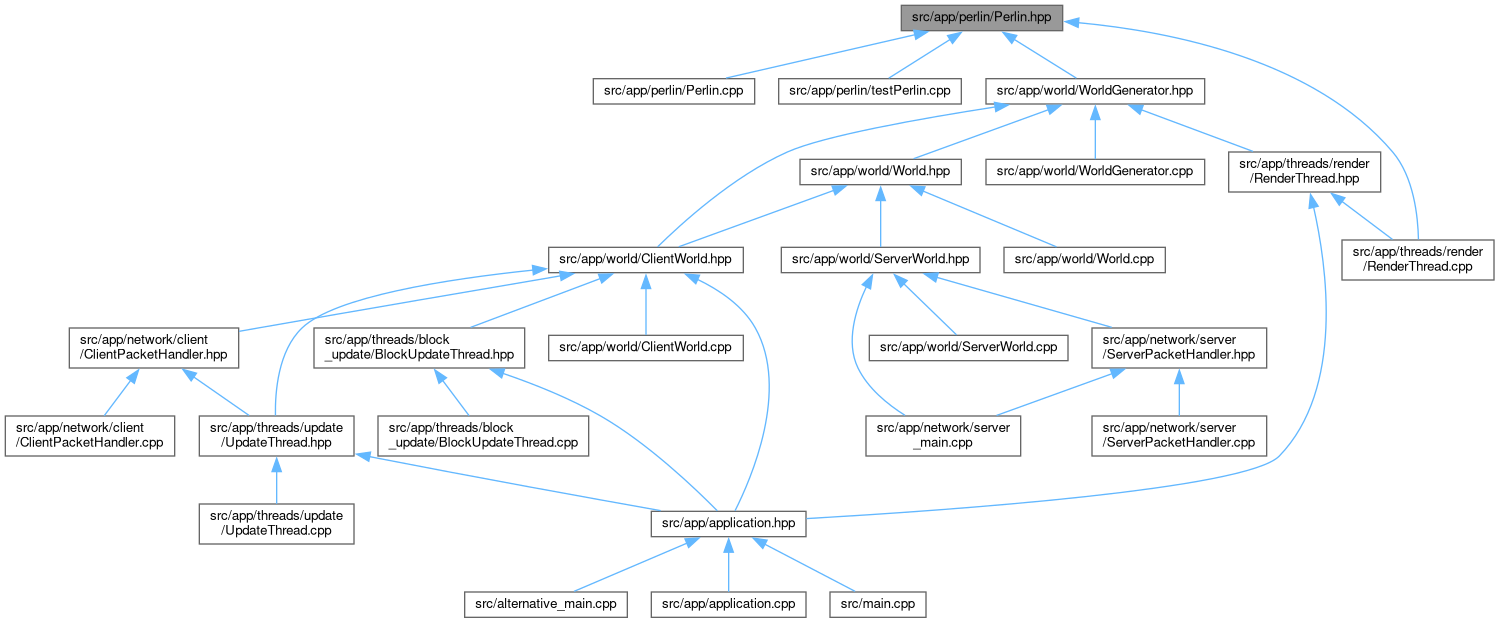 src/app/perlin/Perlin.hpp
src/app/perlin/Perlin.cpp
src/app/perlin/testPerlin.cpp
src/app/world/WorldGenerator.hpp
src/app/world/World.hpp
src/app/world/WorldGenerator.cpp
src/app/threads/render
/RenderThread.hpp
src/app/world/ClientWorld.hpp
src/app/world/ServerWorld.hpp
src/app/world/World.cpp
src/app/threads/render
/RenderThread.cpp
src/app/network/client
/ClientPacketHandler.hpp
src/app/threads/block
_update/BlockUpdateThread.hpp
src/app/world/ClientWorld.cpp
src/app/world/ServerWorld.cpp
src/app/network/server
/ServerPacketHandler.hpp
src/app/network/client
/ClientPacketHandler.cpp
src/app/threads/update
/UpdateThread.hpp
src/app/threads/block
_update/BlockUpdateThread.cpp
src/app/network/server
_main.cpp
src/app/network/server
/ServerPacketHandler.cpp
src/app/threads/update
/UpdateThread.cpp
src/app/application.hpp
src/alternative_main.cpp
src/app/application.cpp
src/main.cpp